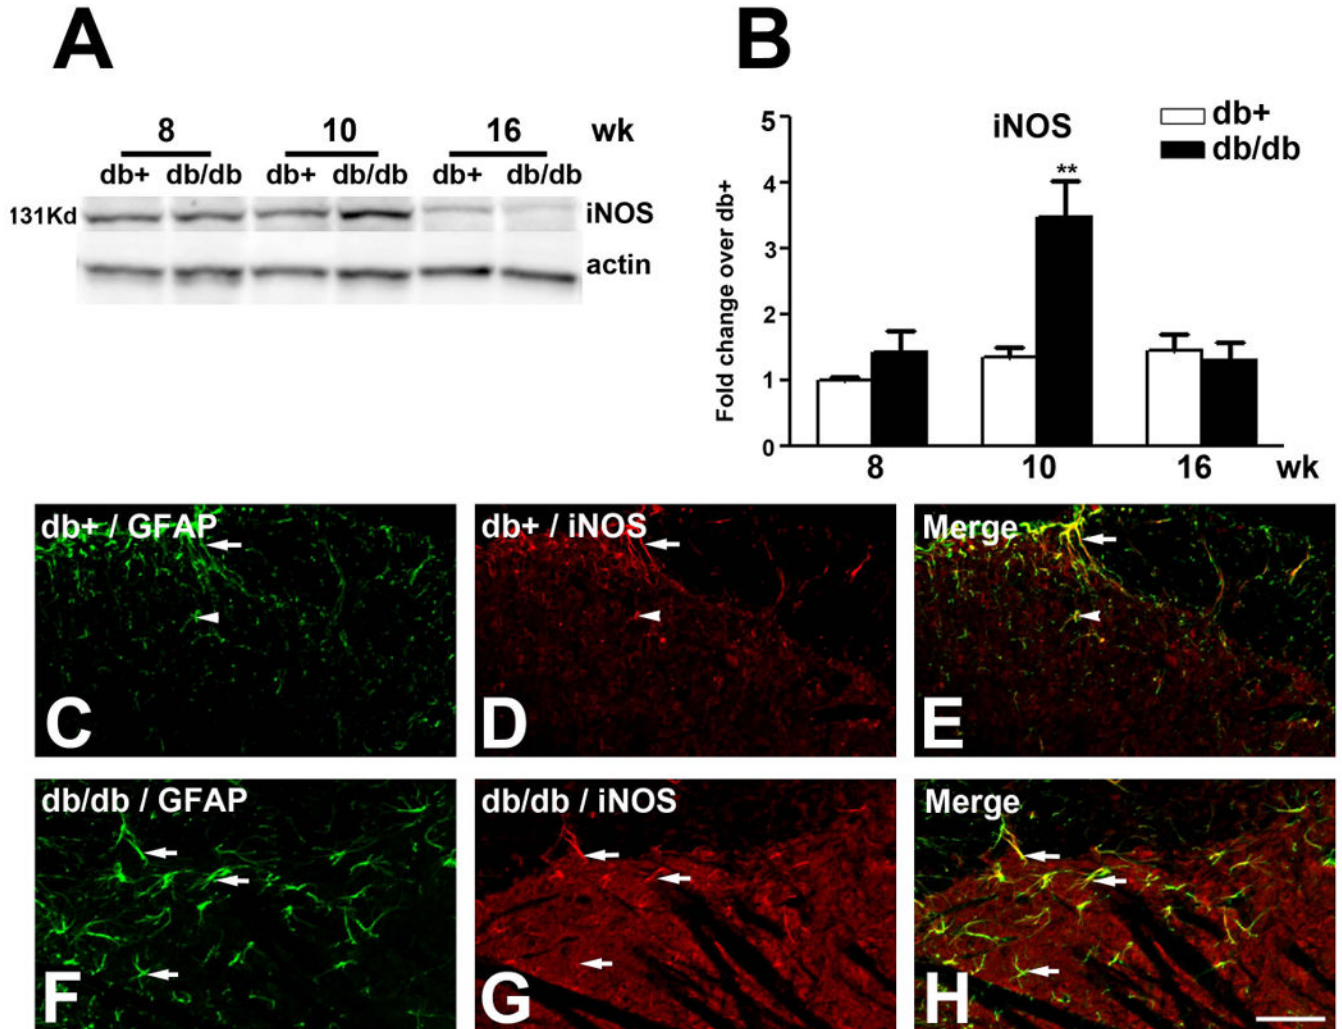 A
8 10 16 wk
db+ db/db db+ db/db db+ db/db
131Kd iNOS
actin
B
iNOS
db+
db/db
Fold change over db+
5
4
3
2
1
0
**
8 10 16 wk
db+ / GFAP
C
db+ / iNOS
D
Merge
E
db/db / GFAP
F
db/db / iNOS
G
Merge
H